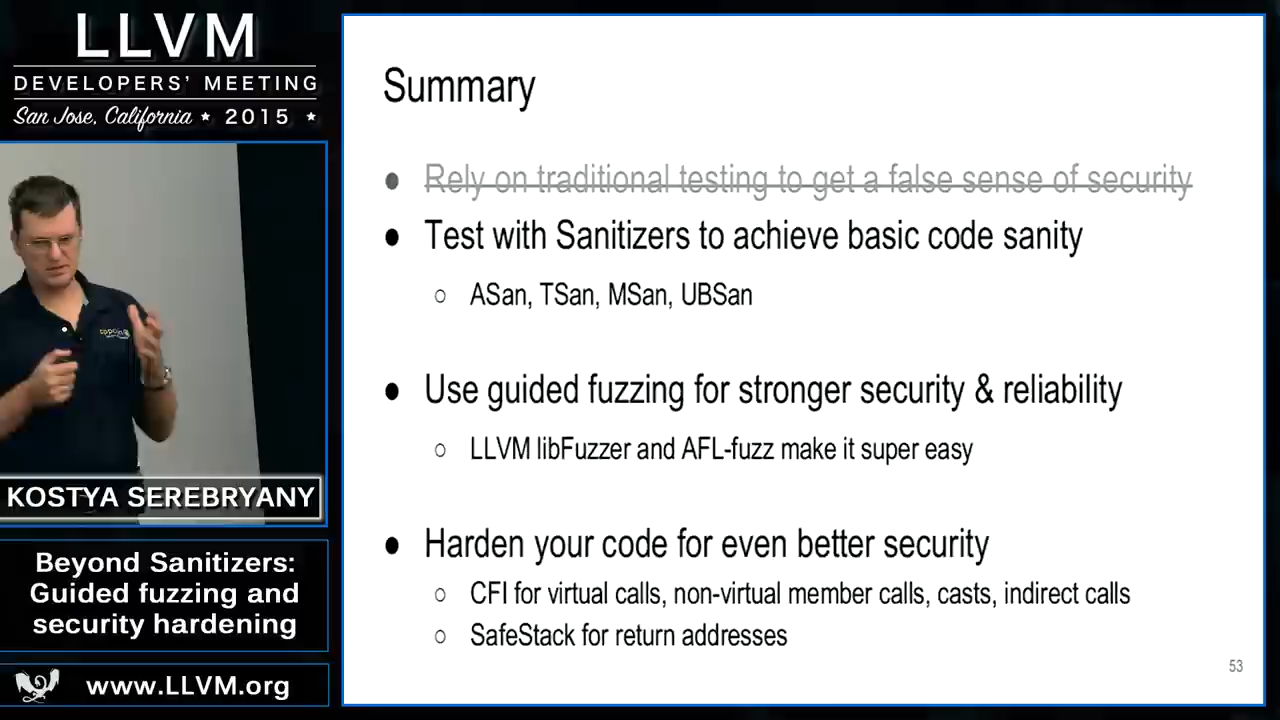 LLVM
DEVELOPERS' MEETING
San Jose, California ★ 2015 ★
KOSTYA SEREBRYANY
Beyond Sanitizers:
Guided fuzzing and
security hardening
www.LLVM.org
Summary
● Rely on traditional testing to get a false sense of security
● Test with Sanitizers to achieve basic code sanity
○ ASan, TSan, MSan, UBSan
● Use guided fuzzing for stronger security & reliability
○ LLVM libFuzzer and AFL-fuzz make it super easy
● Harden your code for even better security
○ CFI for virtual calls, non-virtual member calls, casts, indirect calls
○ SafeStack for return addresses
53